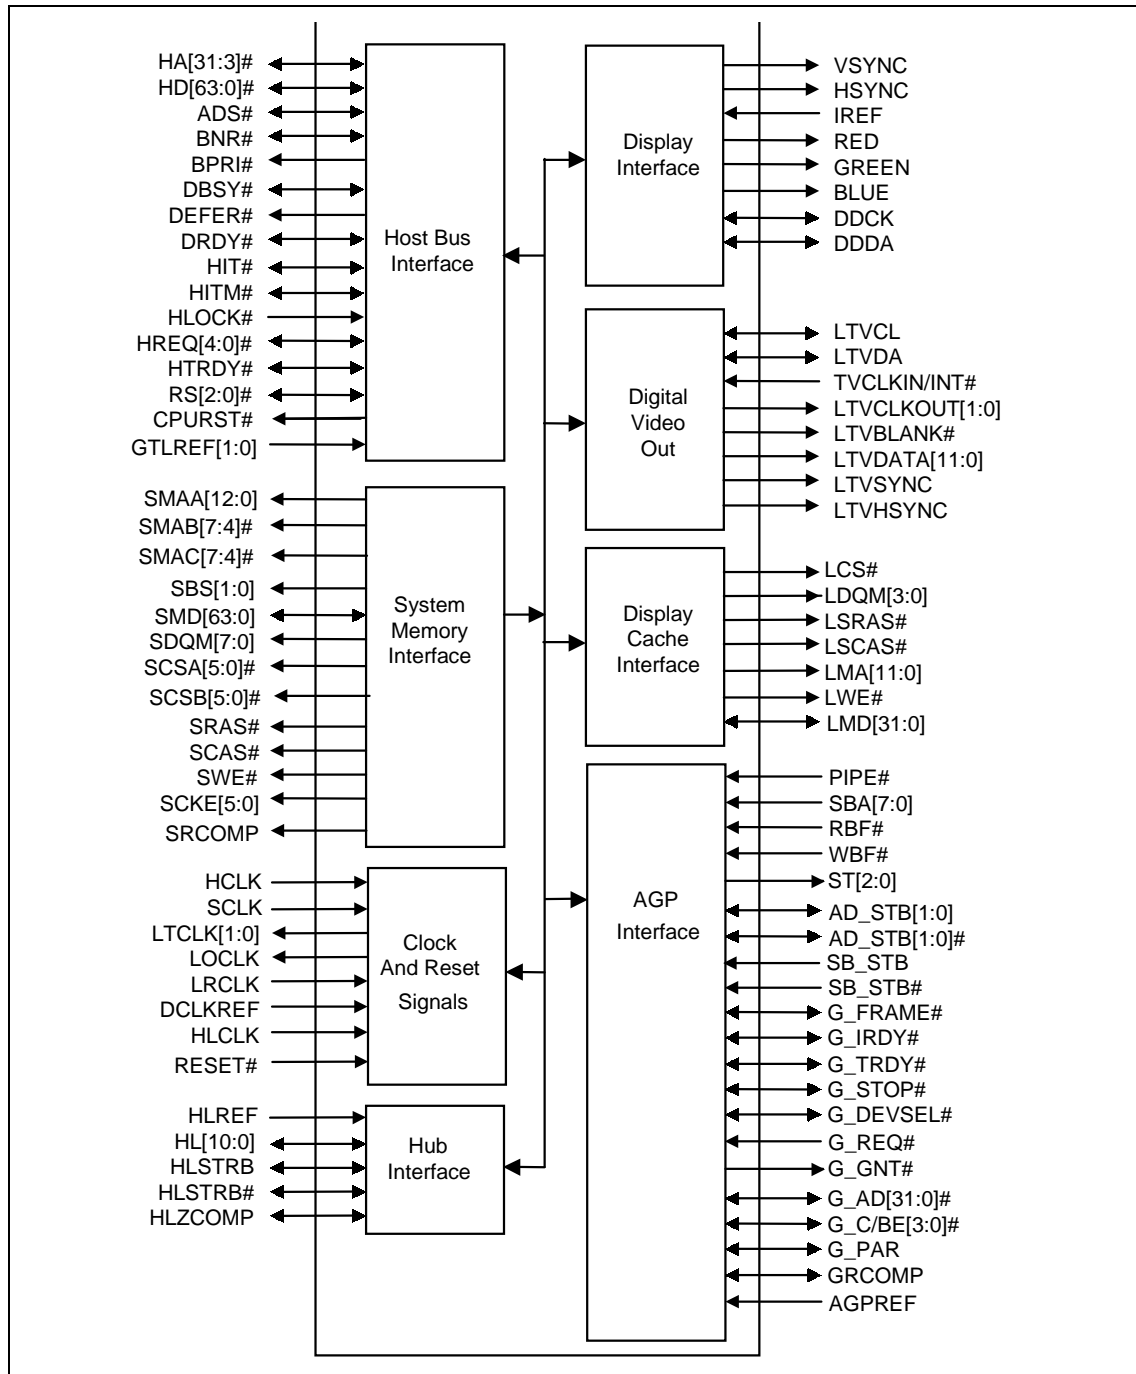 HA[31:3]#
HD[63:0]#
ADS#
BNR#
BPRI#
DBSY#
DEFER#
DRDY#
HIT#
HITM#
HLOCK#
HREQ[4:0]#
HTRDY#
RS[2:0]#
CPURST#
GTLREF[1:0]
Host Bus
Interface
SMAA[12:0]
SMAB[7:4]#
SMAC[7:4]#
SBS[1:0]
SMD[63:0]
SDQM[7:0]
SCSA[5:0]#
SCSB[5:0]#
SRAS#
SCAS#
SWE#
SCKE[5:0]
SRCOMP
System
Memory
Interface
HCLK
SCLK
LTCLK[1:0]
LOCLK
LRCLK
DCLKREF
HLCLK
RESET#
Clock
And Reset
Signals
HLREF
HL[10:0]
HLSTRB
HLSTRB#
HLZCOMP
Hub
Interface
Display
Interface
VSYNC
HSYNC
IREF
RED
GREEN
BLUE
DDCK
DDDA
Digital
Video
Out
LTVCL
LTVDA
TVCLKIN/INT#
LTVCLKOUT[1:0]
LTVBLANK#
LTVDATA[11:0]
LTVSYNC
LTVHSYNC
Display
Cache
Interface
LCS#
LDQM[3:0]
LSRAS#
LSCAS#
LMA[11:0]
LWE#
LMD[31:0]
AGP
Interface
PIPE#
SBA[7:0]
RBF#
WBF#
ST[2:0]
AD_STB[1:0]
AD_STB[1:0]#
SB_STB
SB_STB#
G_FRAME#
G_IRDY#
G_TRDY#
G_STOP#
G_DEVSEL#
G_REQ#
G_GNT#
G_AD[31:0]#
G_C/BE[3:0]#
G_PAR
GRCOMP
AGPREF